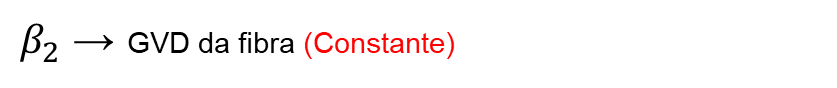 β₂ → GVD da fibra (Constante)